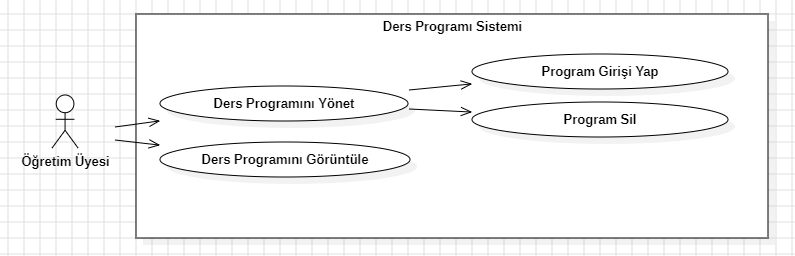 Ders Programı Sistemi
Program Girişi Yap
Ders Programını Yönet
Program Sil
Ders Programını Görüntüle
Öğretim Üyesi